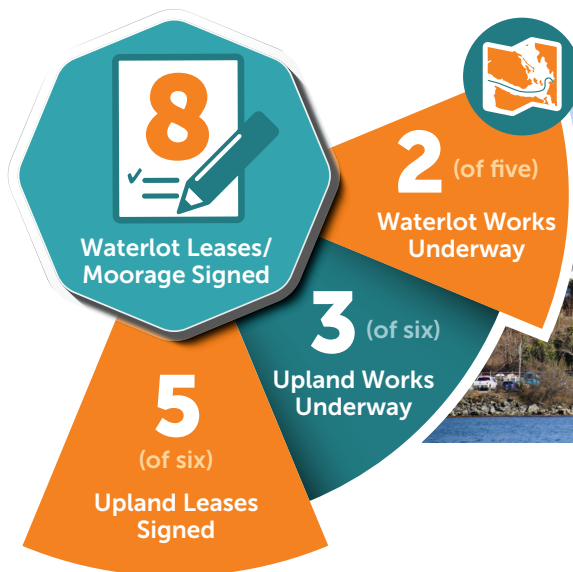 8
Waterlot Leases/
Moorage Signed
2 (of five)
Waterlot Works
Underway
3 (of six)
Upland Works
Underway
5
(of six)
Upland Leases
Signed